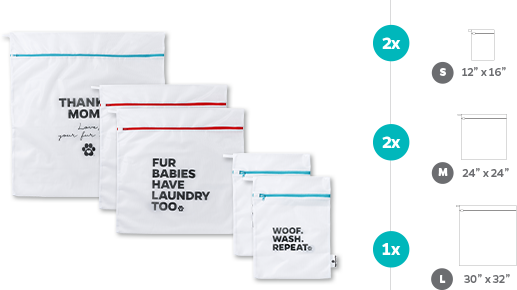 THANK
MOM
Love,
your fur
FUR
BABIES
HAVE
LAUNDRY
TOO
WOOF.
WASH.
REPEAT
2x
S 12” x 16”
2x
M 24” x 24”
1x
L 30” x 32”